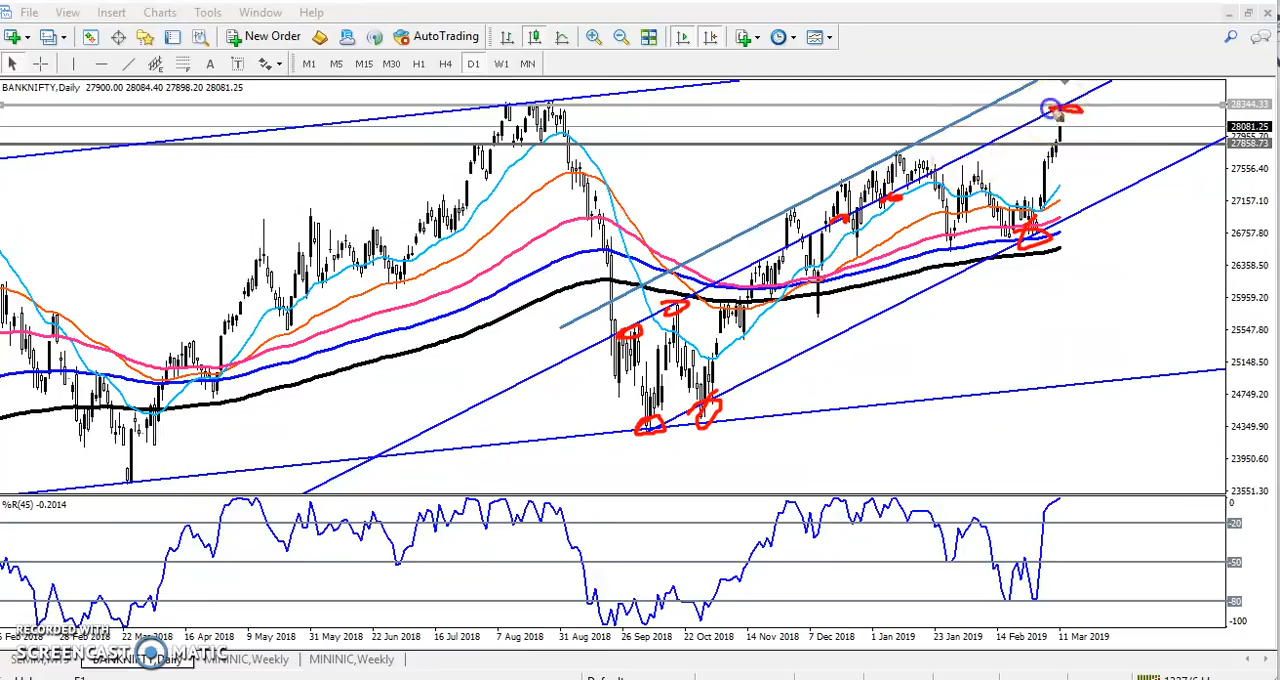 File View Insert Charts Tools Window Help
New Order AutoTrading
A T M1 M5 M15 M30 H1 H4 D1 W1 MN
BANKNIFTY,Daily 27900.00 28084.40 27898.20 28081.25
28344.33
28081.25
27858.73
27556.40
27157.10
26757.80
26358.50
25959.20
25547.80
25148.50
24749.20
24349.90
23950.60
23551.30
%R(45) -0.2014
0
-20
-50
-80
-100
22 Mar 2018 16 Apr 2018 9 May 2018 31 May 2018 22 Jun 2018 16 Jul 2018 7 Aug 2018 31 Aug 2018 26 Sep 2018 22 Oct 2018 14 Nov 2018 7 Dec 2018 1 Jan 2019 23 Jan 2019 14 Feb 2019 11 Mar 2019
RECORDED WITH
SCREENCAST MATIC
BANKNIFTY,Daily MININIC,Weekly MININIC,Weekly